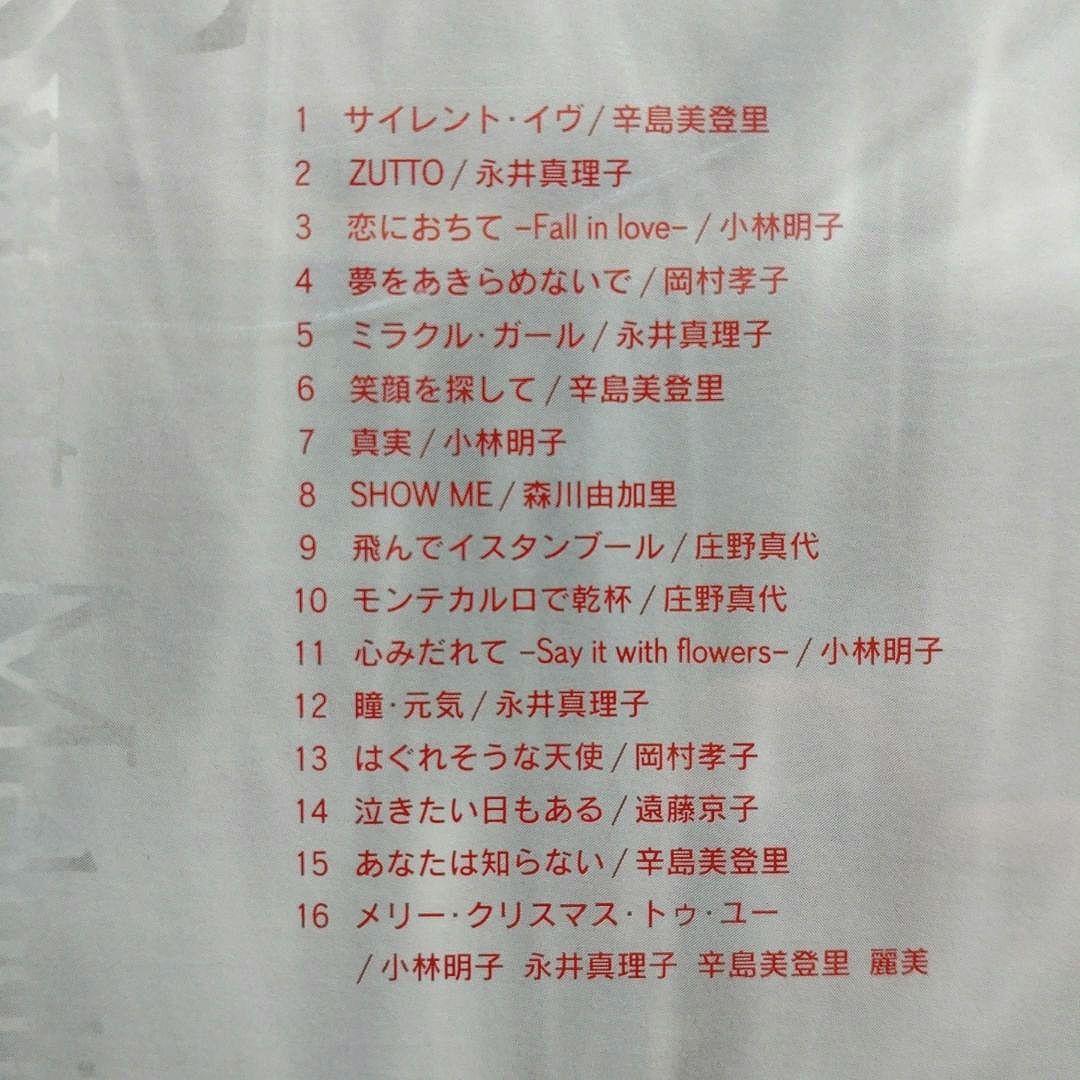 1 サイレント・イヴ/辛島美登里
2 ZUTTO/永井真理子
3 恋におちて –Fall in love–/小林明子
4 夢をあきらめないで/岡村孝子
5 ミラクル・ガール/永井真理子
6 笑顔を探して/辛島美登里
7 真実/小林明子
8 SHOW ME/森川由加里
9 飛んでイスタンブール/庄野真代
10 モンテカルロで乾杯/庄野真代
11 心みだれて –Say it with flowers–/小林明子
12 瞳・元気/永井真理子
13 はぐれそうな天使/岡村孝子
14 泣きたい日もある/遠藤京子
15 あなたは知らない/辛島美登里
16 メリー・クリスマス・トゥ・ユー
/小林明子 永井真理子 辛島美登里 麗美